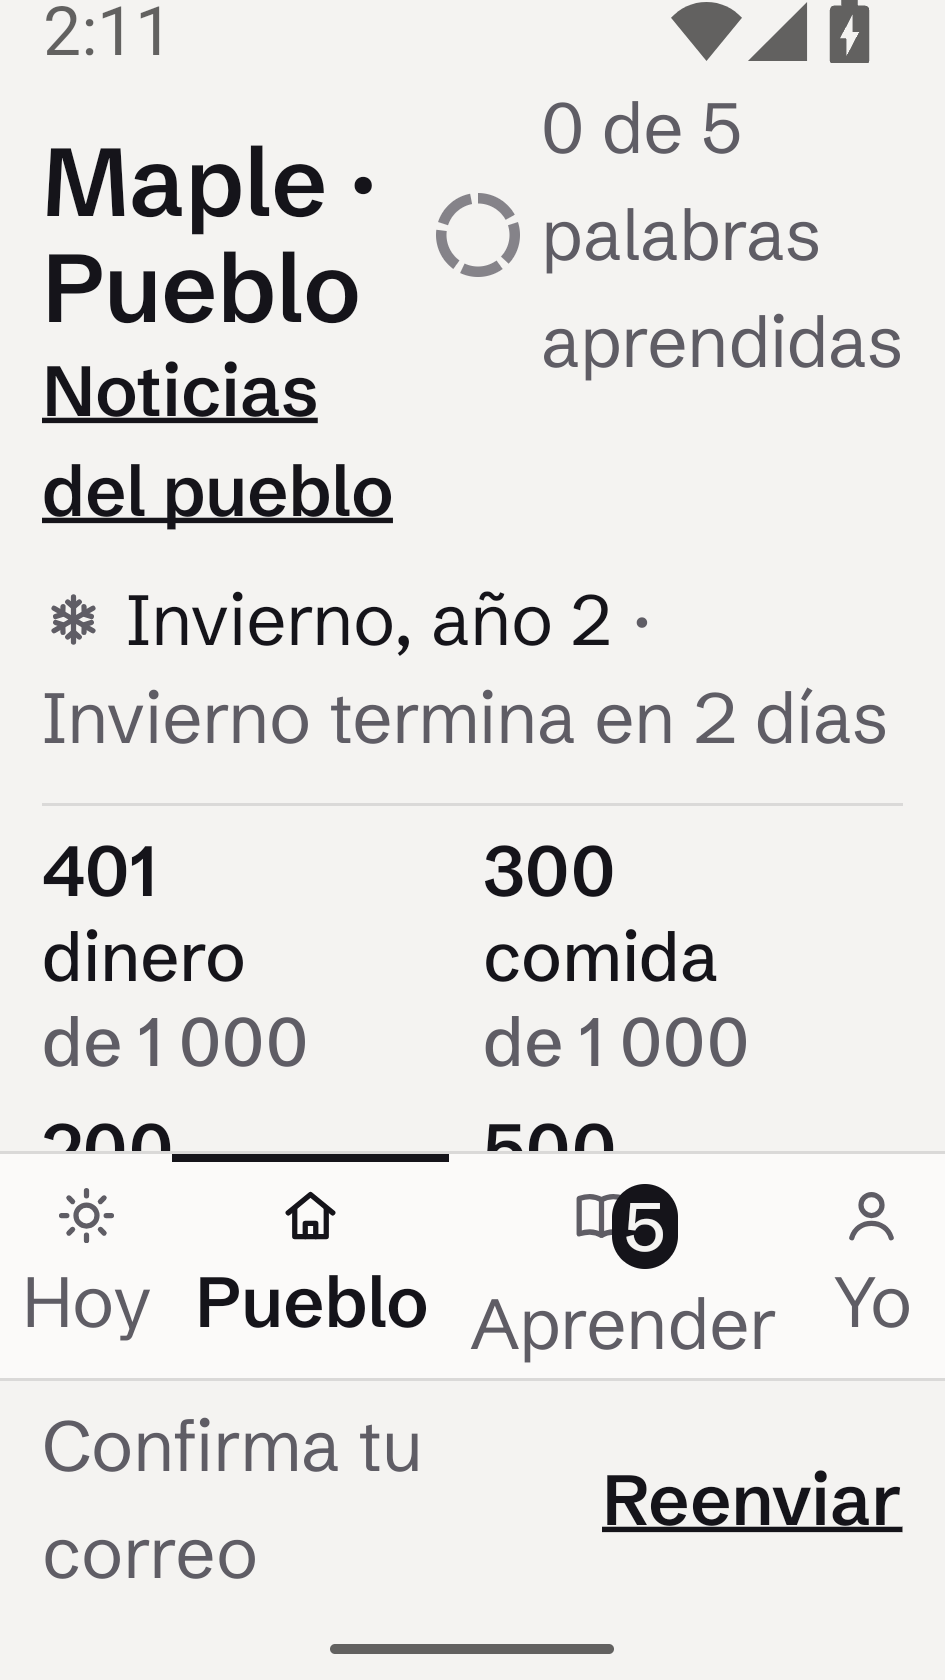 2:11
Maple ·
Pueblo
0 de 5
palabras
aprendidas
Noticias
del pueblo
Invierno, año 2 ·
Invierno termina en 2 días
401
dinero
de 1 000
300
comida
de 1 000
200
500
Hoy
Pueblo
5
Aprender
Yo
Confirma tu
correo
Reenviar